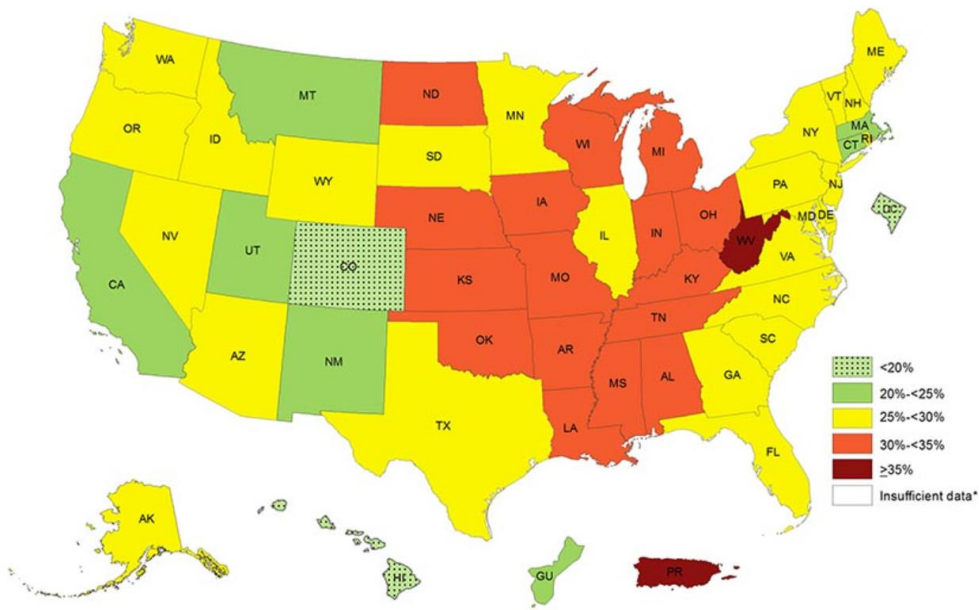 WA
MT
ND
MN
ME
VT
NH
OR
ID
SD
WI
MI
NY
MA
RI
CT
WY
NE
IA
PA
NJ
DC
NV
UT
CO
IL
IN
OH
MD
DE
WV
VA
CA
KS
MO
KY
AZ
NM
OK
AR
TN
NC
SC
MS
AL
GA
TX
LA
FL
<20%
20%-<25%
25%-<30%
30%-<35%
≥35%
Insufficient data*
AK
HI
GU
PR